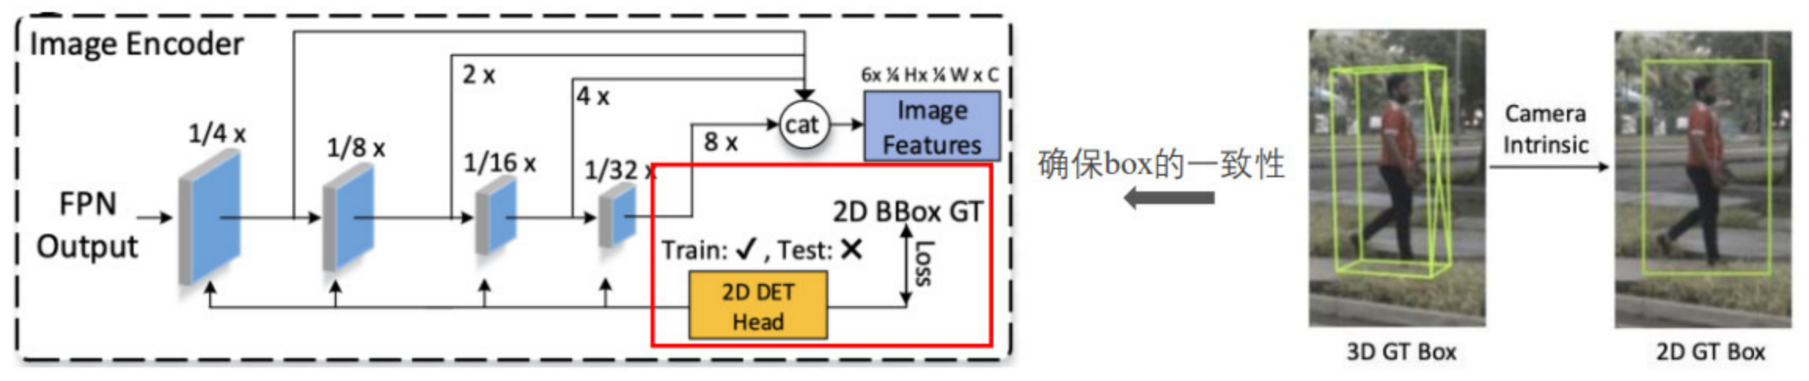 Image Encoder
2 x
4 x
8 x
6x ¼ Hx ¼ W x C
cat
Image
Features
1/4 x
1/8 x
1/16 x
1/32 x
FPN
Output
2D BBox GT
Train: ✓, Test: ✕
Loss
2D DET
Head
确保box的一致性
Camera
Intrinsic
3D GT Box
2D GT Box